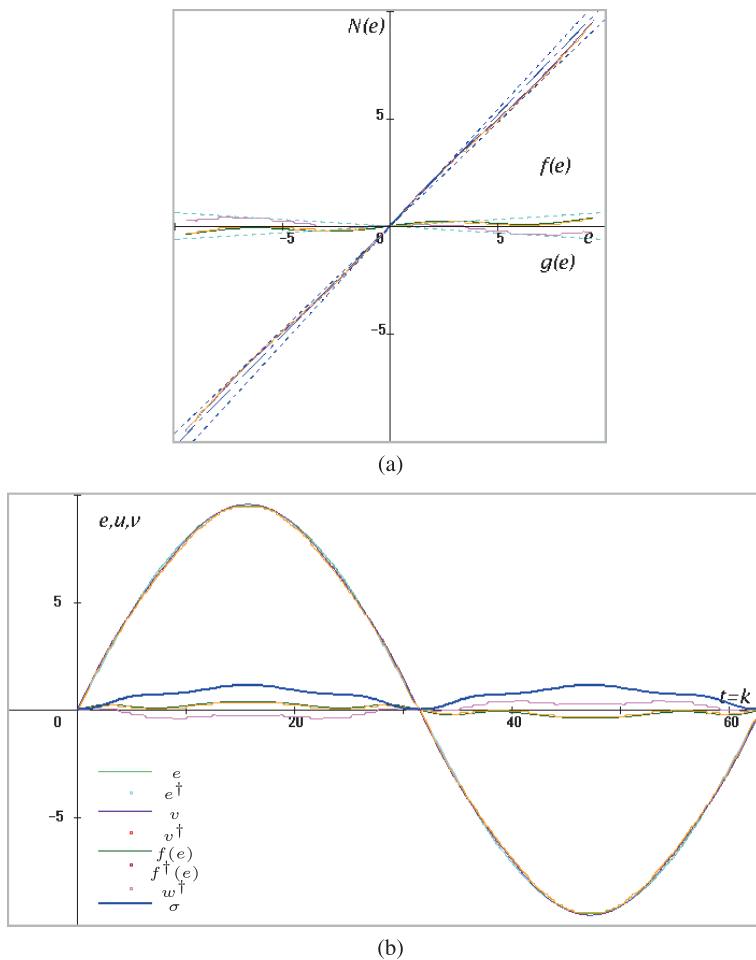 N(e)
5
f(e)
-5
0
5
e
g(e)
-5
(a)
e,u,v
5
t=k
0
20
40
60
-5
e
e†
v
v†
f(e)
f†(e)
w†
σ
(b)